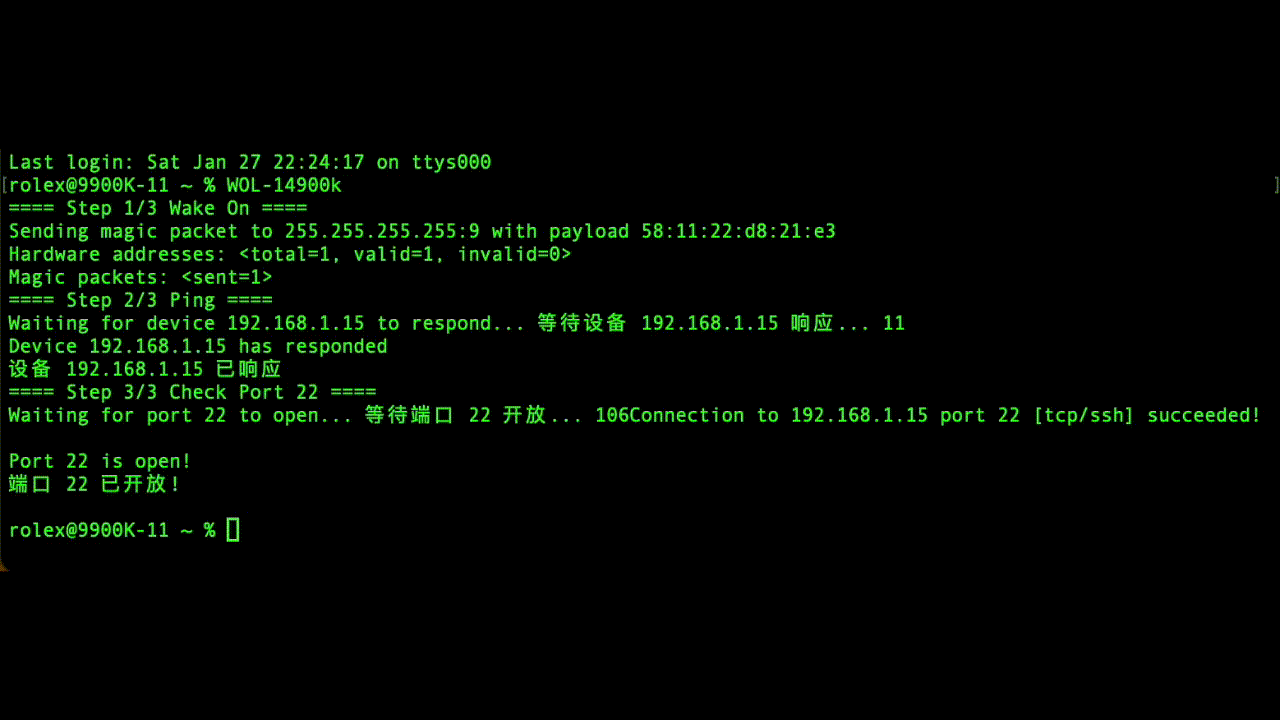 Last login: Sat Jan 27 22:24:17 on ttys000
[rolex@9900K-11 ~ % WOL-14900k ]
==== Step 1/3 Wake On ====
Sending magic packet to 255.255.255.255:9 with payload 58:11:22:d8:21:e3
Hardware addresses: <total=1, valid=1, invalid=0>
Magic packets: <sent=1>
==== Step 2/3 Ping ====
Waiting for device 192.168.1.15 to respond... 等待设备 192.168.1.15 响应... 11
Device 192.168.1.15 has responded
设备 192.168.1.15 已响应
==== Step 3/3 Check Port 22 ====
Waiting for port 22 to open... 等待端口 22 开放... 106Connection to 192.168.1.15 port 22 [tcp/ssh] succeeded!
Port 22 is open!
端口 22 已开放!
rolex@9900K-11 ~ %